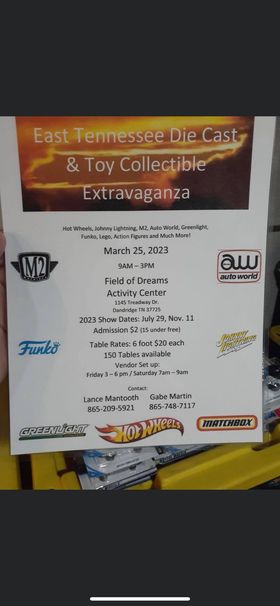 East Tennessee Die Cast
& Toy Collectible
Extravaganza
Hot Wheels, Johnny Lightning, M2, Auto World, Greenlight,
Funko, Lego, Action Figures and Much More!
March 25, 2023
9AM – 3PM
M2
aw
auto world
Field of Dreams
Activity Center
1145 Treadway Dr.
Dandridge TN 37725
2023 Show Dates: July 29, Nov. 11
Admission $2 (15 under free)
Funko
Johnny Lightning
Table Rates: 6 foot $20 each
150 Tables available
Vendor Set up:
Friday 3 – 6 pm / Saturday 7am – 9am
Contact:
Lance Mantooth Gabe Martin
865-209-5921 865-748-7117
GREENLIGHT
Hot Wheels
MATCHBOX